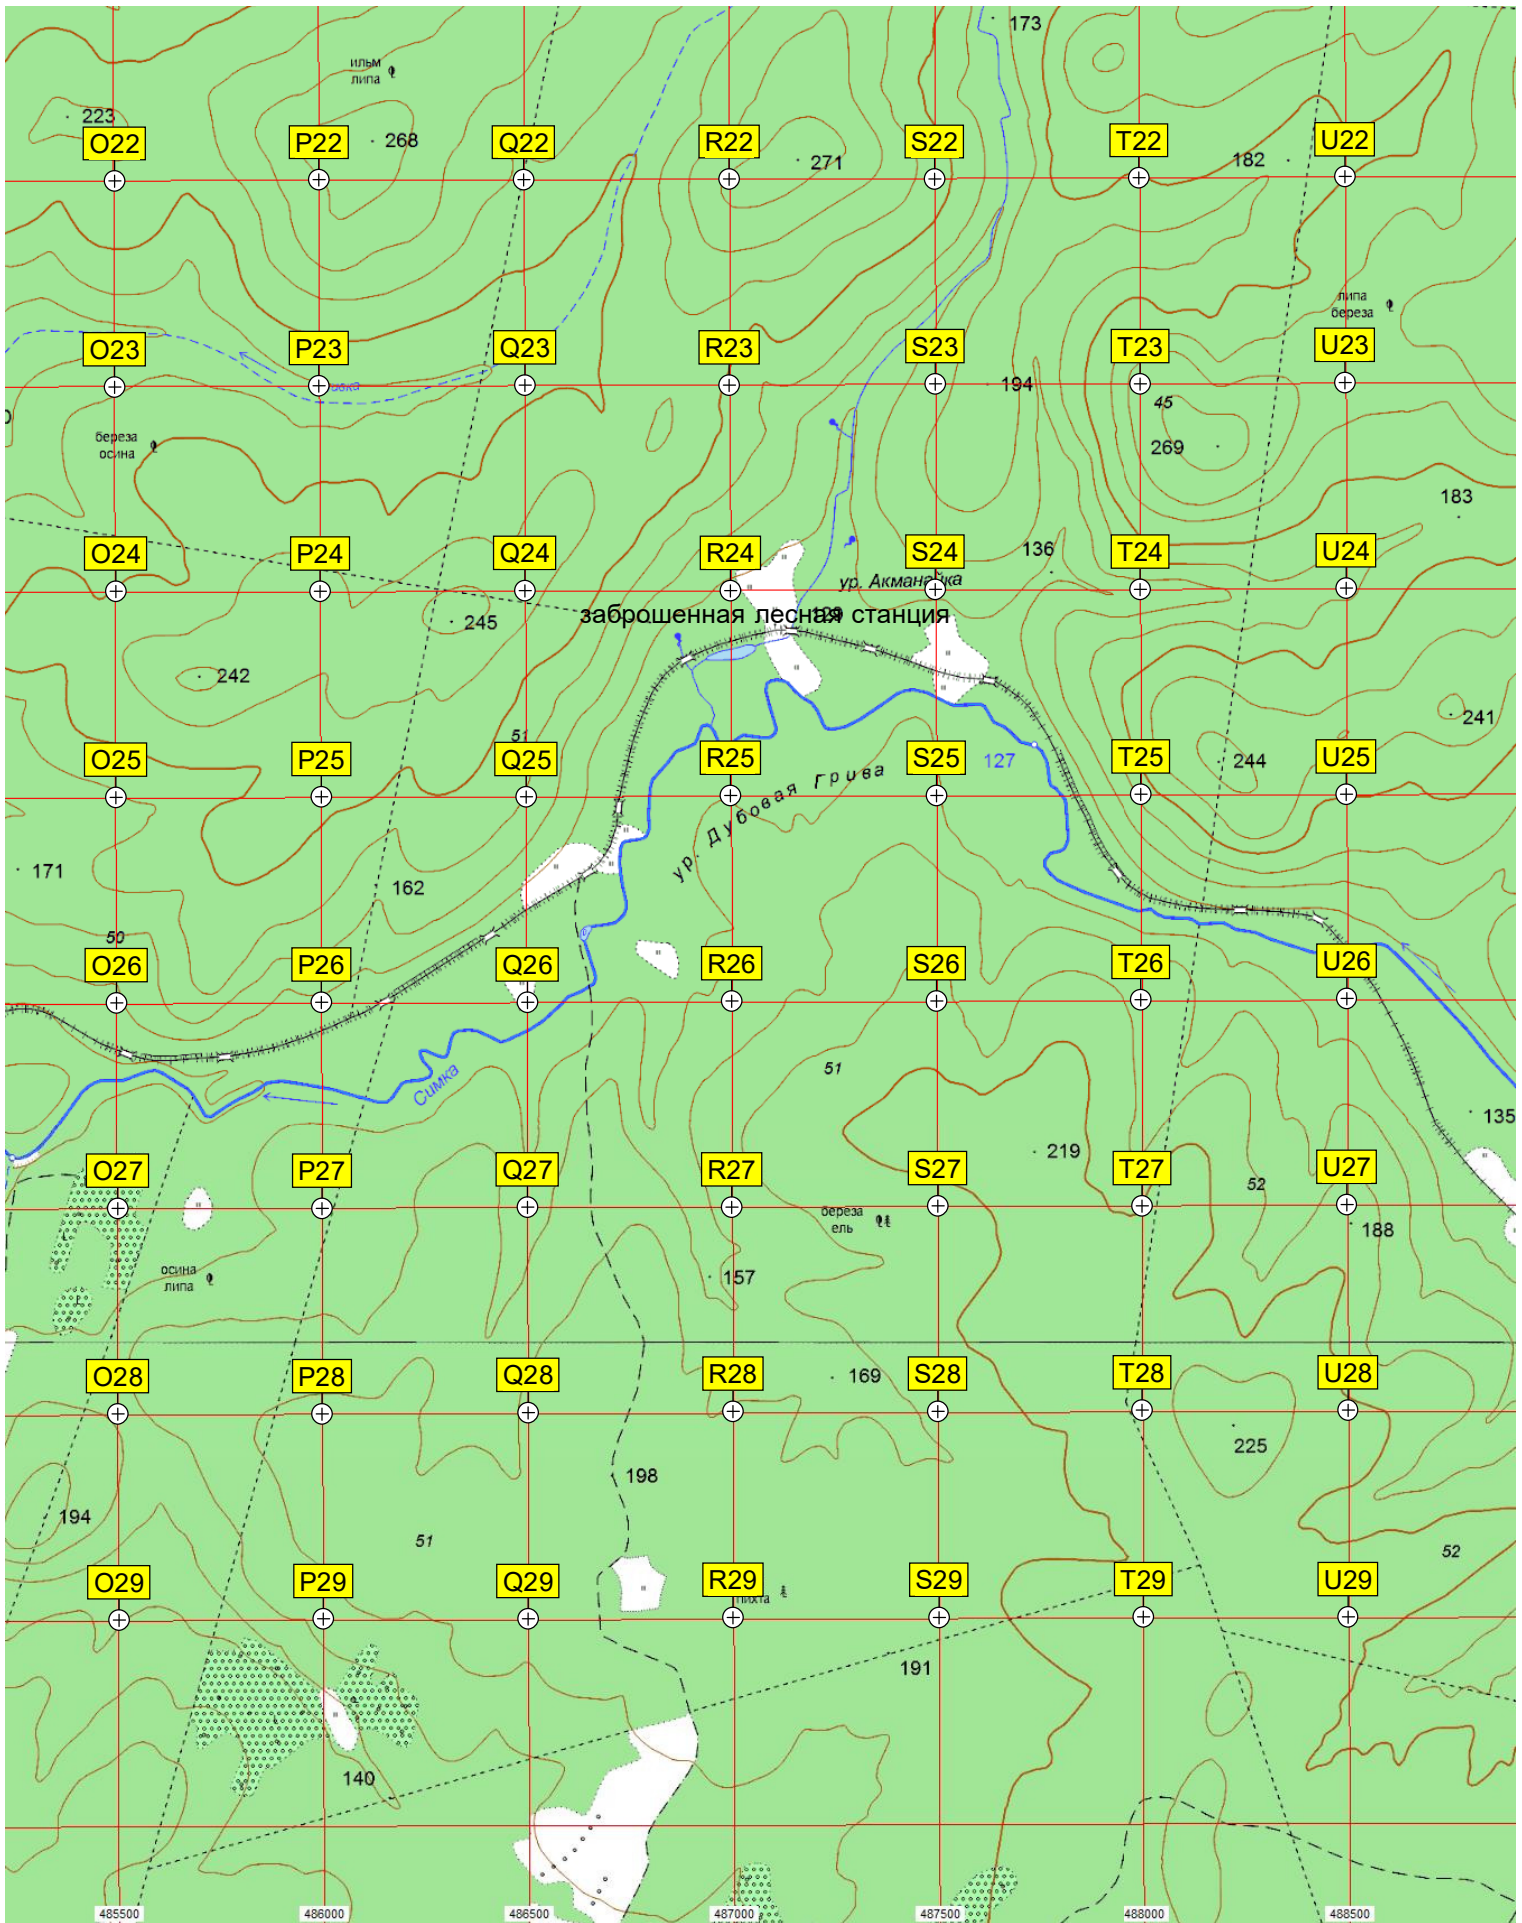 173
ильм
липа
223
268
271
182
O22
P22
Q22
R22
S22
T22
U22
липа
береза
O23
P23
Q23
R23
S23
T23
U23
194
45
береза
осина
269
183
O24
P24
Q24
R24
S24
T24
U24
136
ур. Акманайка
заброшенная лесная станция
245
242
241
51
O25
P25
Q25
R25
S25
T25
U25
127
244
ур. Дубовая Грива
171
162
50
O26
P26
Q26
R26
S26
T26
U26
Симка
51
135
219
O27
P27
Q27
R27
S27
T27
U27
52
188
береза
ель
осина
липа
157
O28
P28
Q28
R28
S28
T28
U28
169
225
198
194
51
52
O29
P29
Q29
R29
S29
T29
U29
пихта
191
140
485500
486000
486500
487000
487500
488000
488500